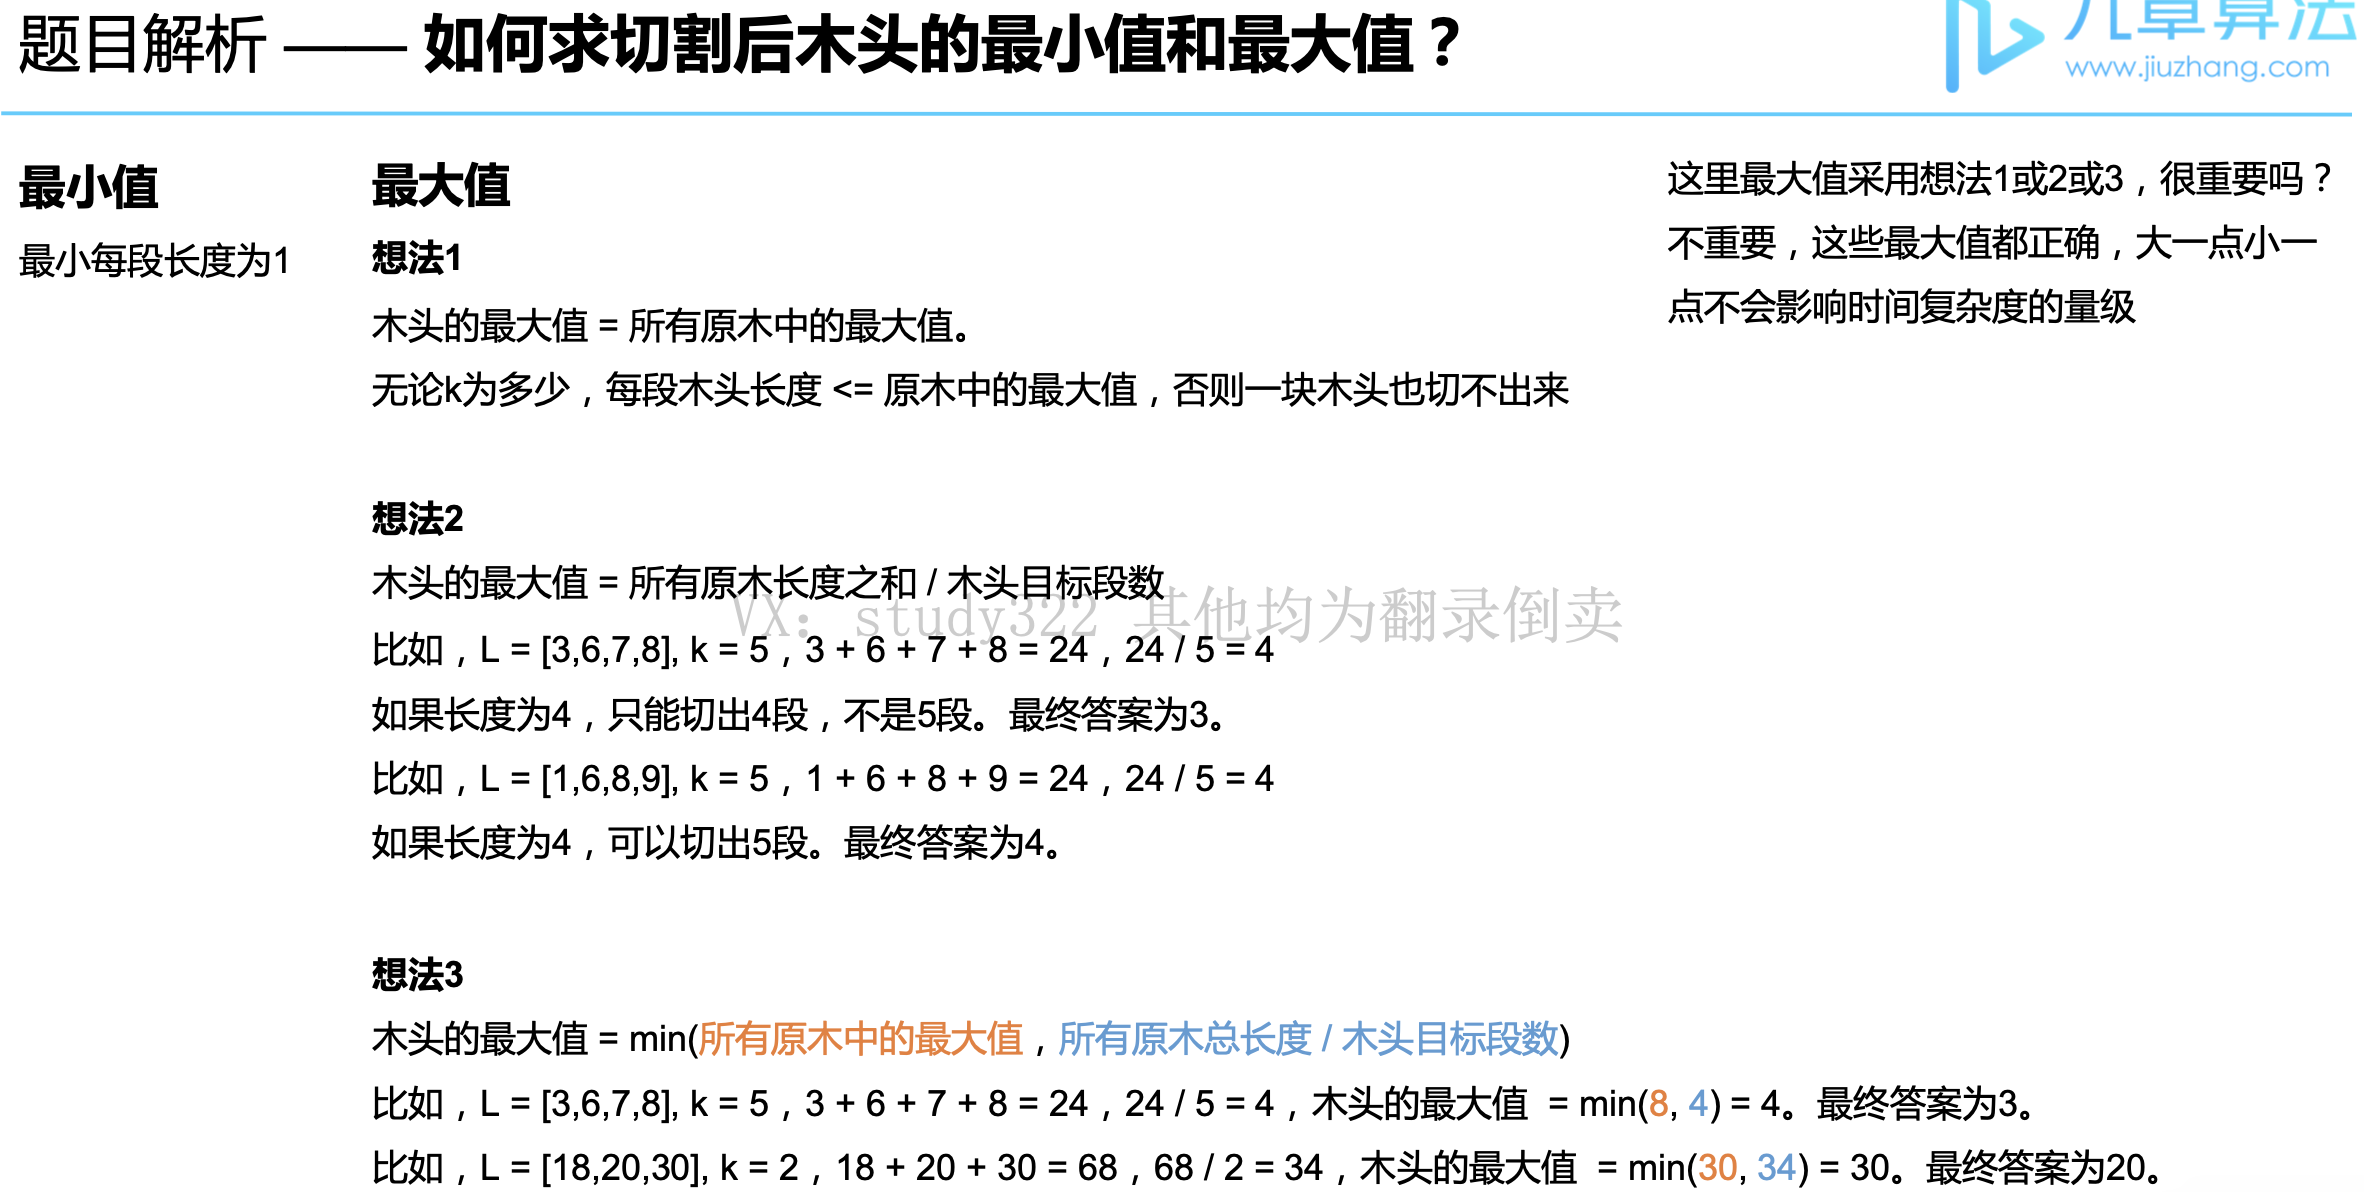 题目解析 —— 如何求切割后木头的最小值和最大值？
九章算法
www.jiuzhang.com
最小值
最小每段长度为1
最大值
想法1
木头的最大值 = 所有原木中的最大值。
无论k为多少，每段木头长度 <= 原木中的最大值，否则一块木头也切不出来
这里最大值采用想法1或2或3，很重要吗？
不重要，这些最大值都正确，大一点小一
点不会影响时间复杂度的量级
想法2
木头的最大值 = 所有原木长度之和 / 木头目标段数
VX：study322 其他均为翻录倒卖
比如，L = [3,6,7,8], k = 5，3 + 6 + 7 + 8 = 24，24 / 5 = 4
如果长度为4，只能切出4段，不是5段。最终答案为3。
比如，L = [1,6,8,9], k = 5，1 + 6 + 8 + 9 = 24，24 / 5 = 4
如果长度为4，可以切出5段。最终答案为4。
想法3
木头的最大值 = min(所有原木中的最大值，所有原木总长度 / 木头目标段数)
比如，L = [3,6,7,8], k = 5，3 + 6 + 7 + 8 = 24，24 / 5 = 4，木头的最大值 = min(8, 4) = 4。最终答案为3。
比如，L = [18,20,30], k = 2，18 + 20 + 30 = 68，68 / 2 = 34，木头的最大值 = min(30, 34) = 30。最终答案为20。